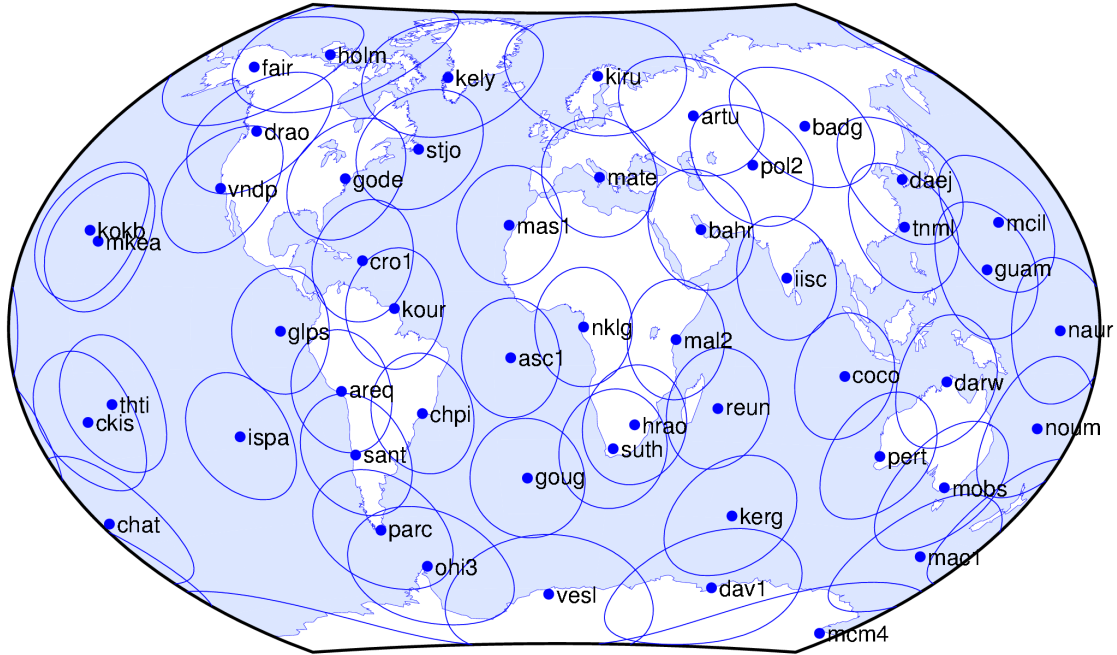 holm
fair
kely
kiru
artu
badg
drao
stjo
pol2
gode
mate
daej
vndp
mas1
mcil
tnml
kokb
bahr
mkea
cro1
guam
iisc
kour
nklg
naur
glps
mal2
asc1
coco
darw
areq
thti
reun
chpi
ckis
hrao
noum
ispa
suth
sant
pert
goug
mobs
kerg
chat
parc
mac1
ohi3
dav1
vesl
mcm4